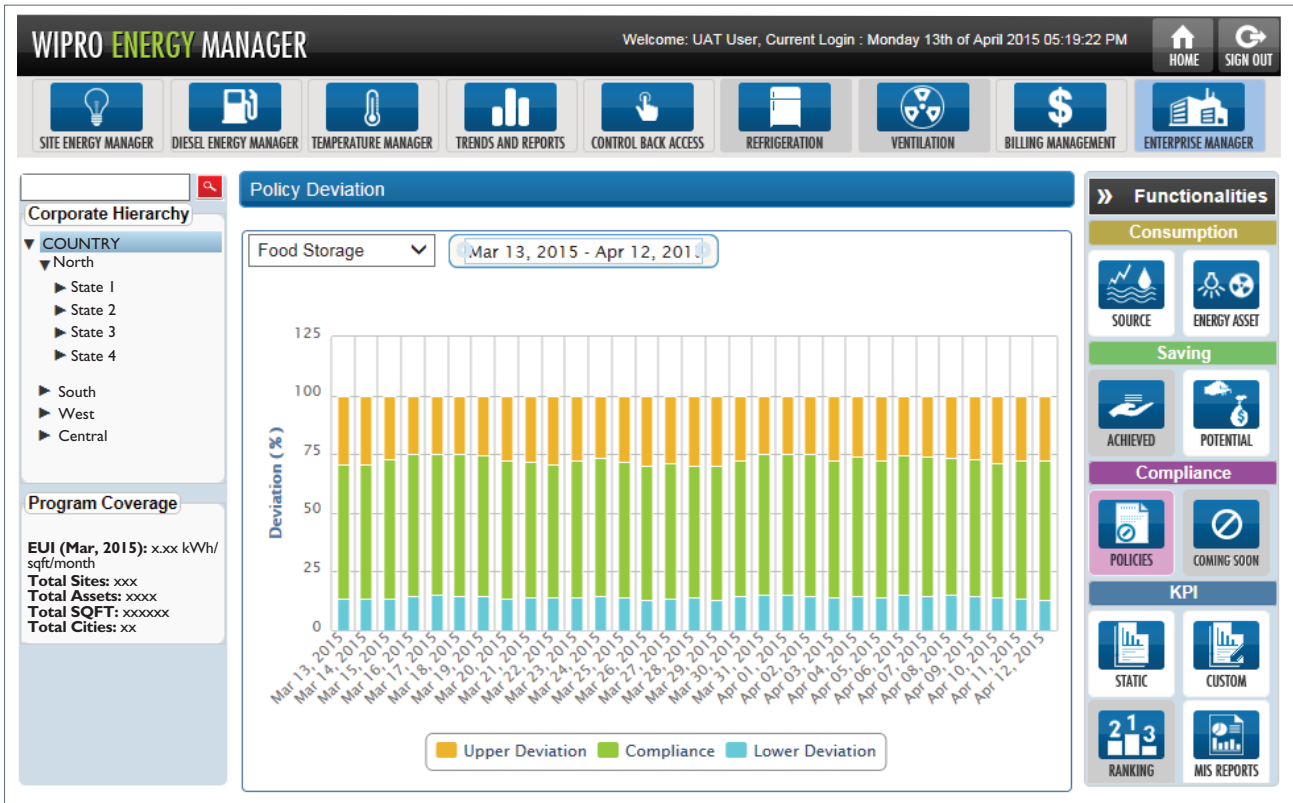 WIPRO ENERGY MANAGER
Welcome: UAT User, Current Login : Monday 13th of April 2015 05:19:22 PM
HOME
SIGN OUT
SITE ENERGY MANAGER
DIESEL ENERGY MANAGER
TEMPERATURE MANAGER
TRENDS AND REPORTS
CONTROL BACK ACCESS
REFRIGERATION
VENTILATION
BILLING MANAGEMENT
ENTERPRISE MANAGER
Corporate Hierarchy
COUNTRY
North
State 1
State 2
State 3
State 4
South
West
Central
Program Coverage
EUI (Mar, 2015): x.xx kWh/
sqft/month
Total Sites: xxx
Total Assets: xxxx
Total SQFT: xxxxxx
Total Cities: xx
Policy Deviation
Food Storage
Mar 13, 2015 - Apr 12, 201
125
100
75
50
25
0
Deviation ( % )
Mar 13, 2015
Mar 14, 2015
Mar 15, 2015
Mar 16, 2015
Mar 17, 2015
Mar 18, 2015
Mar 19, 2015
Mar 20, 2015
Mar 21, 2015
Mar 22, 2015
Mar 23, 2015
Mar 24, 2015
Mar 25, 2015
Mar 26, 2015
Mar 27, 2015
Mar 28, 2015
Mar 29, 2015
Mar 30, 2015
Mar 31, 2015
Apr 01, 2015
Apr 02, 2015
Apr 03, 2015
Apr 04, 2015
Apr 05, 2015
Apr 06, 2015
Apr 07, 2015
Apr 08, 2015
Apr 09, 2015
Apr 10, 2015
Apr 11, 2015
Apr 12, 2015
Upper Deviation
Compliance
Lower Deviation
» Functionalities
Consumption
SOURCE
ENERGY ASSET
Saving
ACHIEVED
POTENTIAL
Compliance
POLICIES
COMING SOON
KPI
STATIC
CUSTOM
2 1 3
RANKING
MIS REPORTS